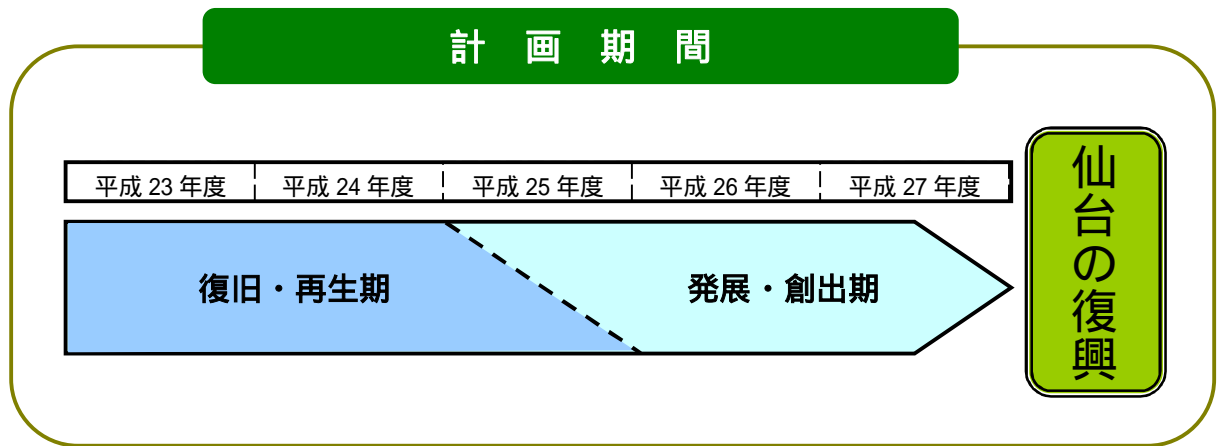 計画期間
平成 23 年度 平成 24 年度 平成 25 年度 平成 26 年度 平成 27 年度
復旧・再生期 発展・創出期
仙台の復興